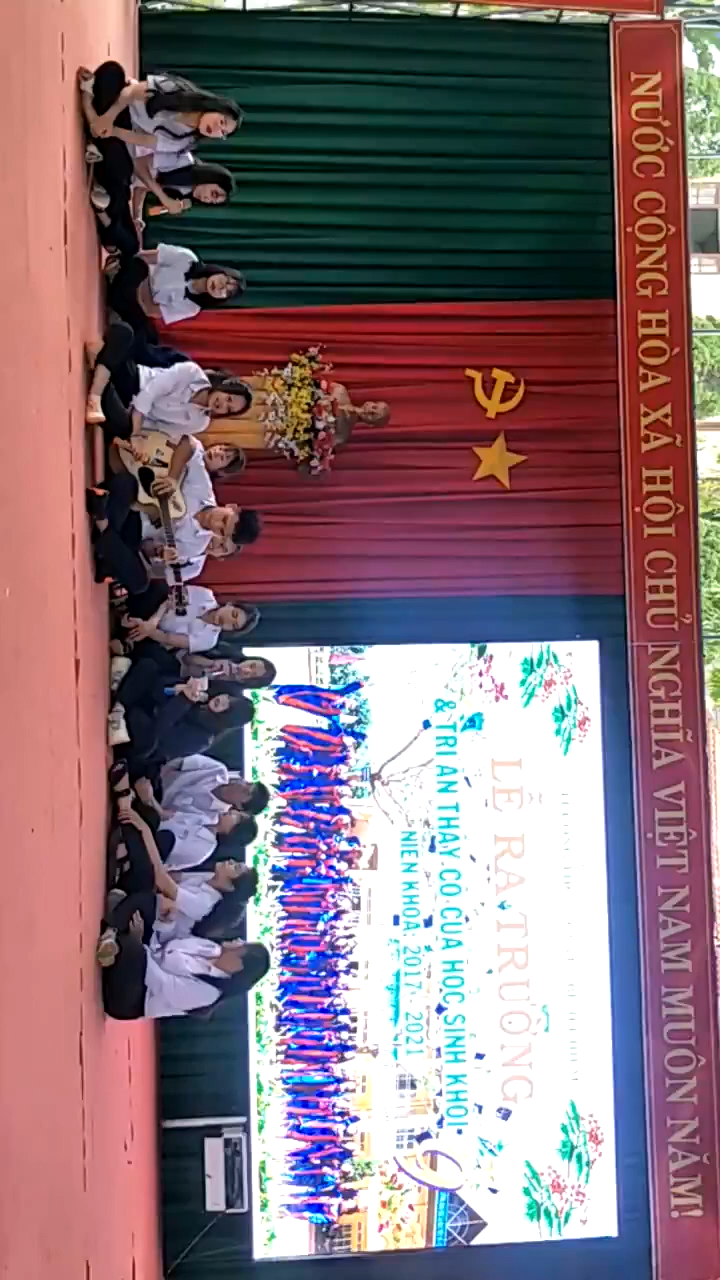 NƯỚC CỘNG HÒA XÃ HỘI CHỦ NGHĨA VIỆT NAM MUÔN NĂM!
LỄ RA TRƯỜNG
& TRI ÂN THẦY CÔ CỦA HỌC SINH KHỐI 9
NIÊN KHÓA 2017 - 2021